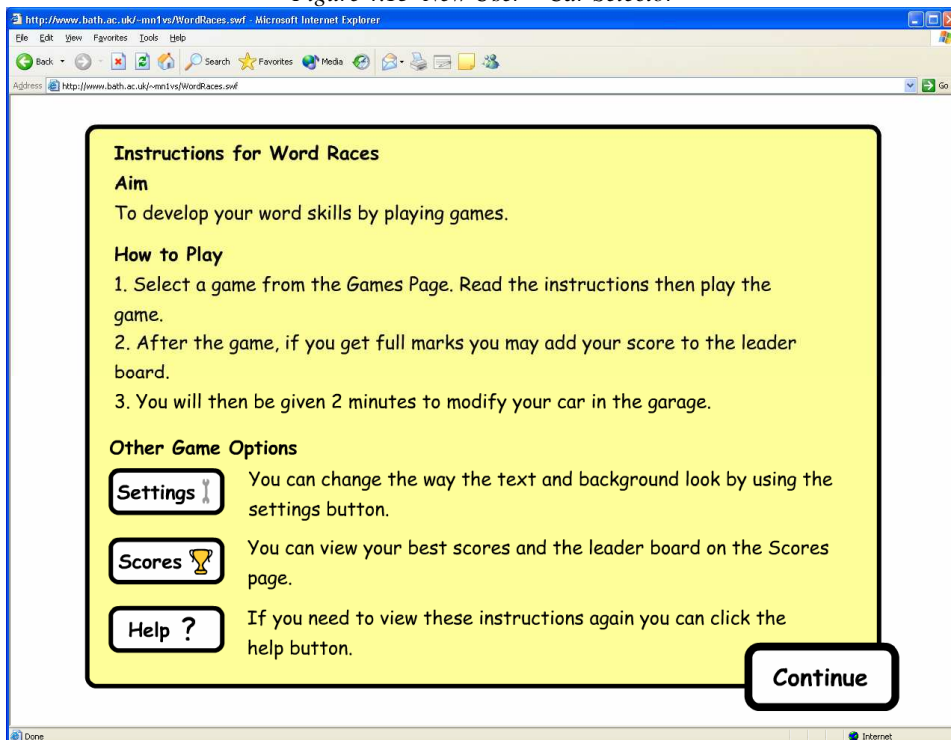 http://www.bath.ac.uk/~mn1vs/WordRaces.swf - Microsoft Internet Explorer
File Edit View Favorites Tools Help
Back Search Favorites Media
Address http://www.bath.ac.uk/~mn1vs/WordRaces.swf Go
Instructions for Word Races
Aim
To develop your word skills by playing games.
How to Play
1. Select a game from the Games Page. Read the instructions then play the
game.
2. After the game, if you get full marks you may add your score to the leader
board.
3. You will then be given 2 minutes to modify your car in the garage.
Other Game Options
Settings
You can change the way the text and background look by using the
settings button.
Scores
You can view your best scores and the leader board on the Scores
page.
Help ?
If you need to view these instructions again you can click the
help button.
Continue
Done Internet